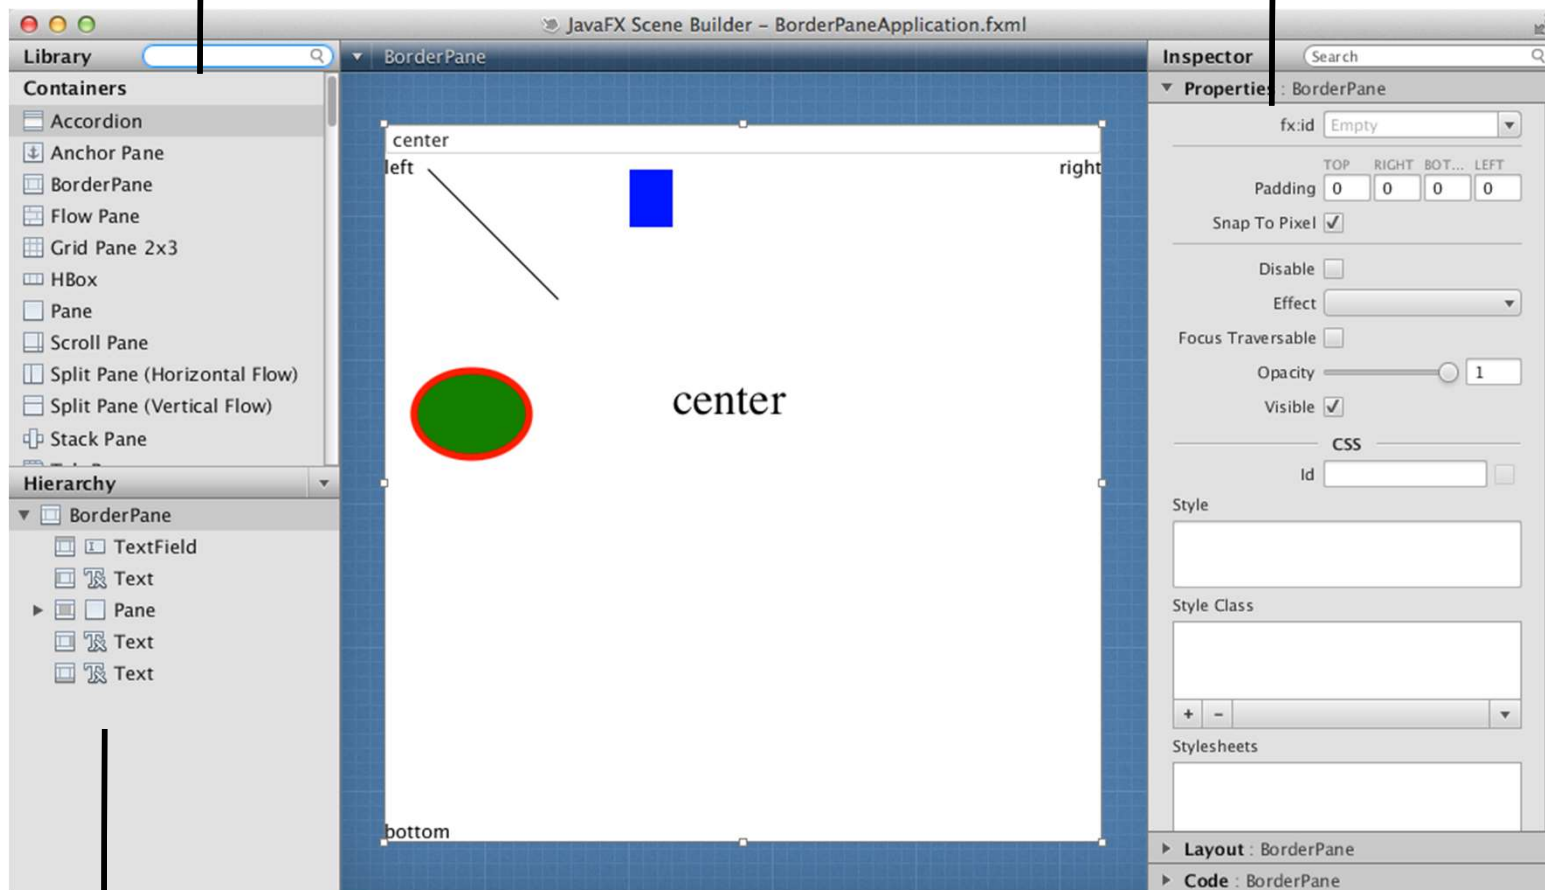 JavaFX Scene Builder – BorderPaneApplication.fxml
Library
Containers
Accordion
Anchor Pane
BorderPane
Flow Pane
Grid Pane 2x3
HBox
Pane
Scroll Pane
Split Pane (Horizontal Flow)
Split Pane (Vertical Flow)
Stack Pane
Hierarchy
BorderPane
TextField
Text
Pane
Text
Text
BorderPane
center
left
right
center
bottom
Inspector Search
Properties : BorderPane
fx:id Empty
TOP RIGHT BOT... LEFT
Padding 0 0 0 0
Snap To Pixel
Disable
Effect
Focus Traversable
Opacity 1
Visible
CSS
Id
Style
Style Class
+ -
Stylesheets
Layout : BorderPane
Code : BorderPane